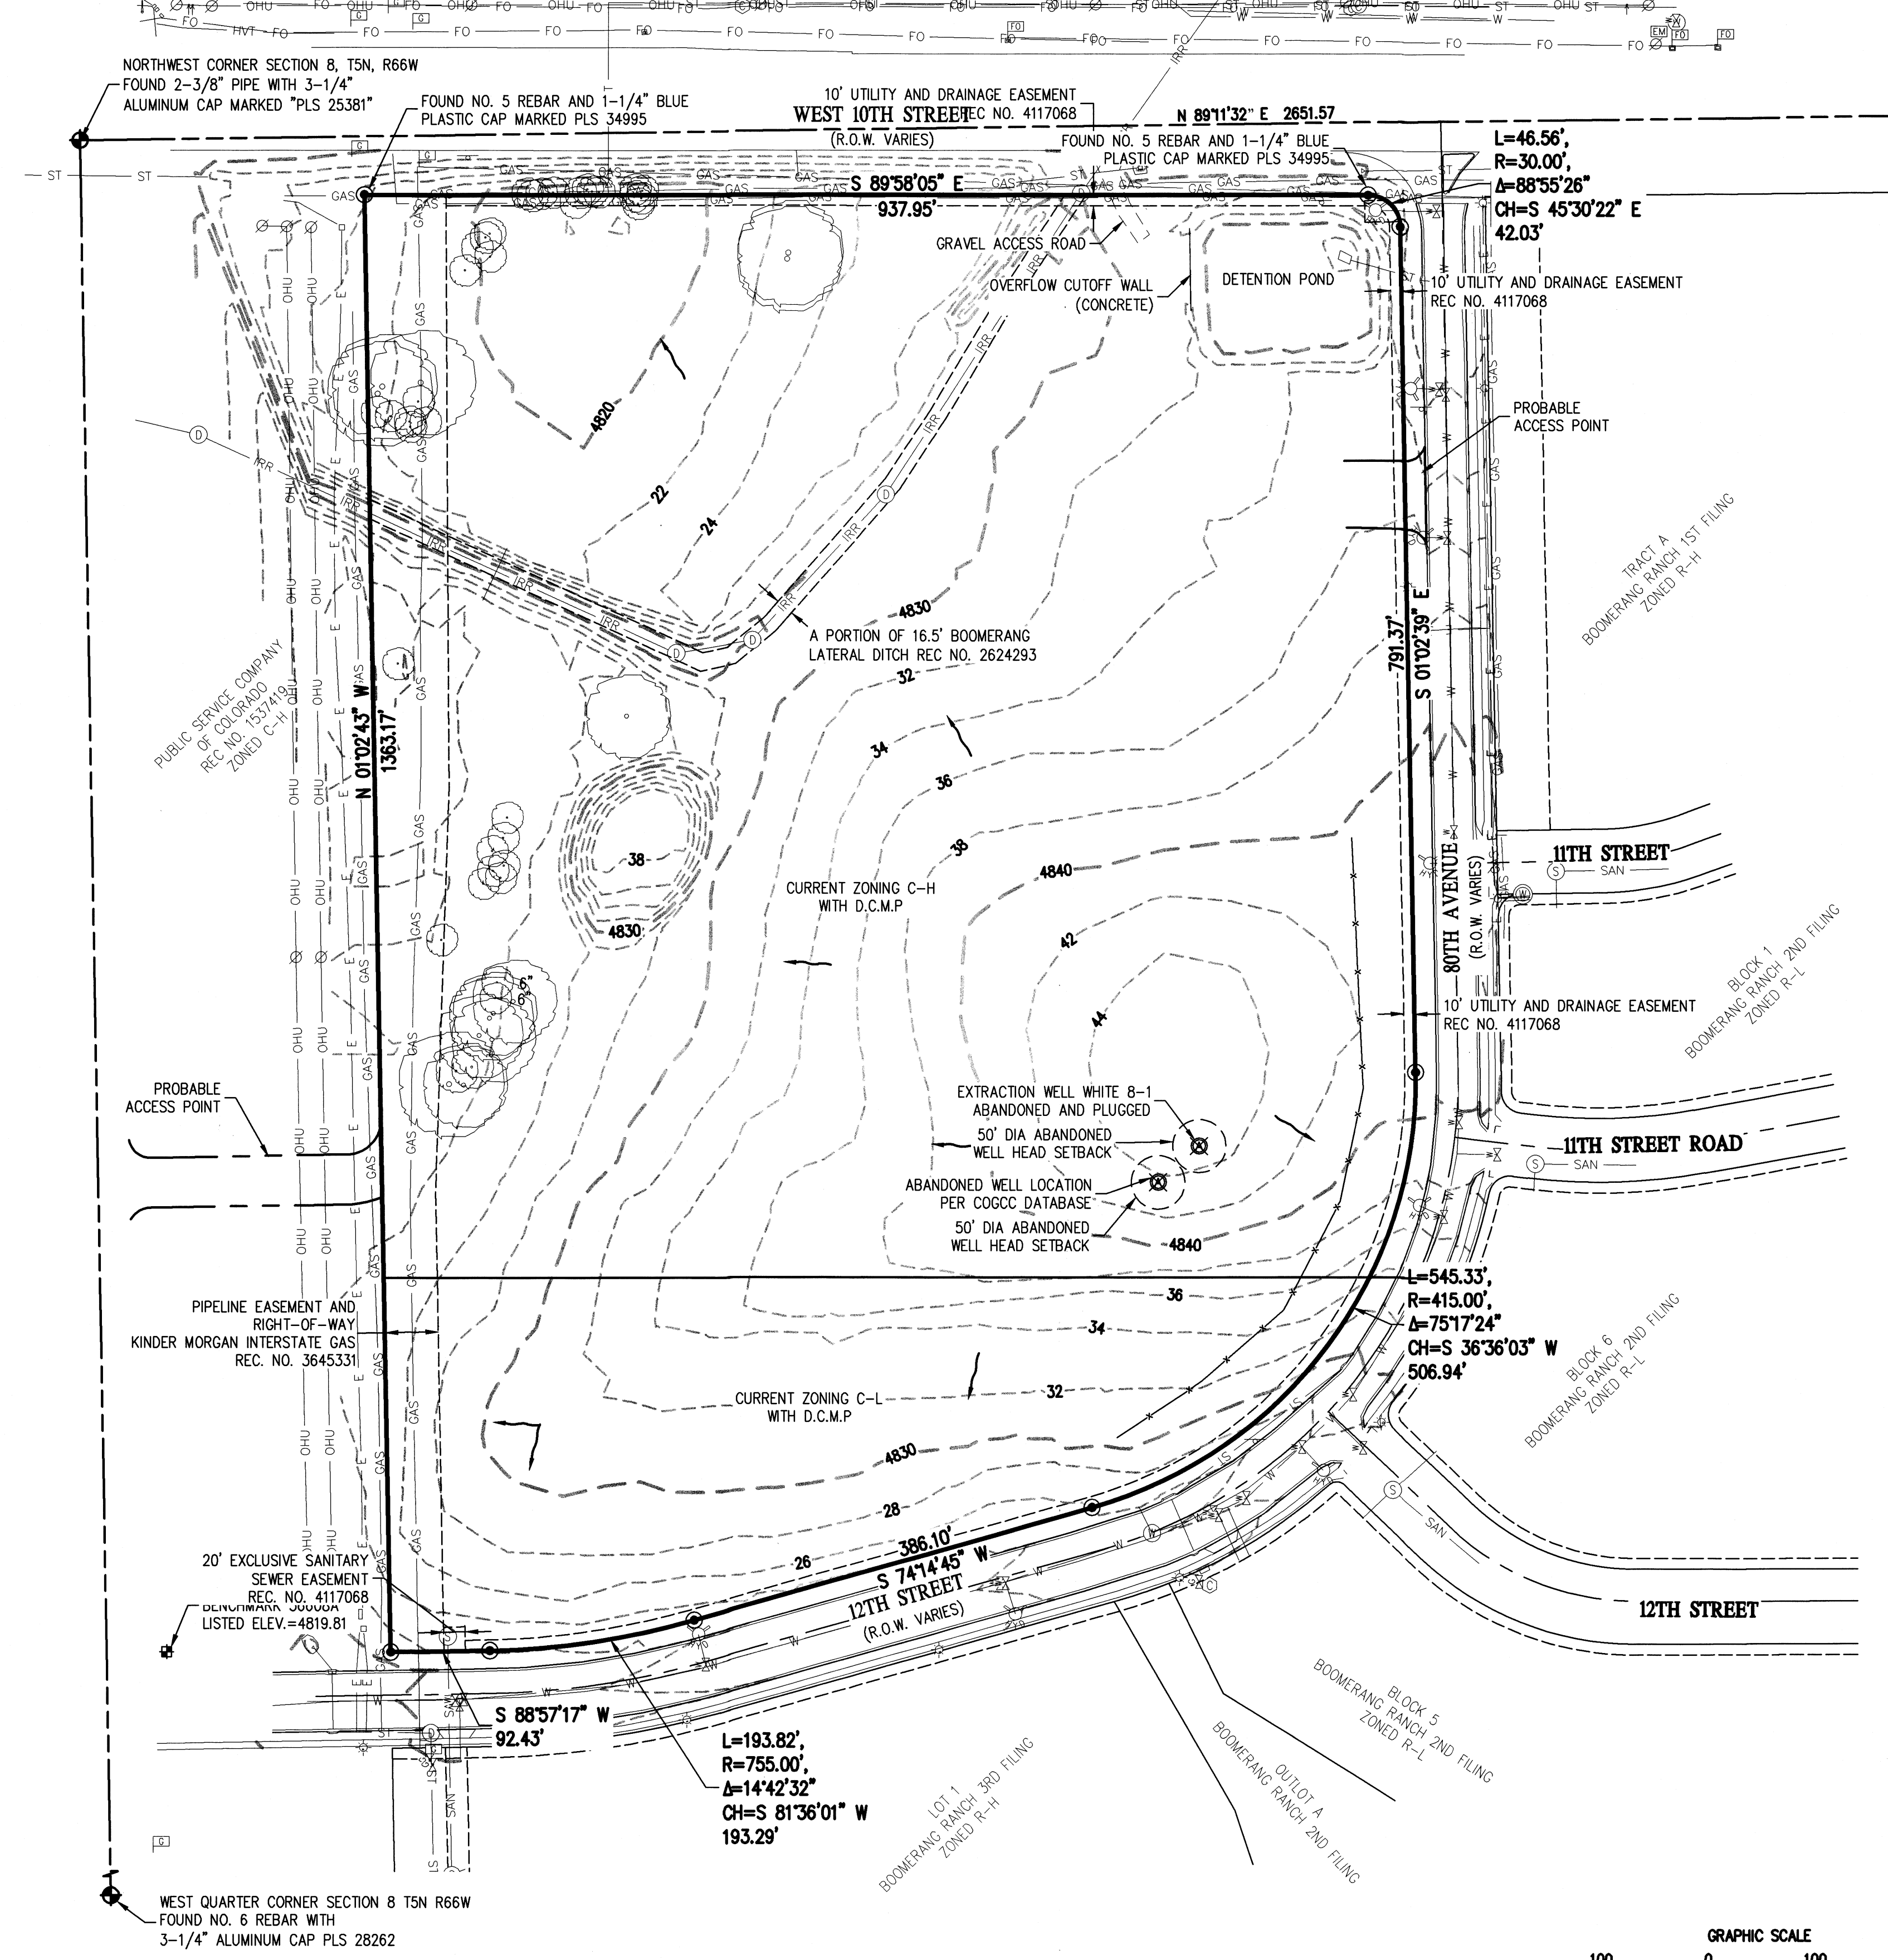 NORTHWEST CORNER SECTION 8, T5N, R66W
FOUND 2-3/8" PIPE WITH 3-1/4"
ALUMINUM CAP MARKED "PLS 25381"
FOUND NO. 5 REBAR AND 1-1/4" BLUE
PLASTIC CAP MARKED PLS 34995
10' UTILITY AND DRAINAGE EASEMENT
WEST 10TH STREET
REC NO. 4117068
(R.O.W. VARIES)
N 89°11'32" E 2651.57
FOUND NO. 5 REBAR AND 1-1/4" BLUE
PLASTIC CAP MARKED PLS 34995
L=46.56',
R=30.00',
Δ=88°55'26"
CH=S 45°30'22" E
42.03'
S 89°58'05" E
937.95'
GRAVEL ACCESS ROAD
OVERFLOW CUTOFF WALL
(CONCRETE)
DETENTION POND
10' UTILITY AND DRAINAGE EASEMENT
REC NO. 4117068
PROBABLE
ACCESS POINT
4820
22
24
4830
A PORTION OF 16.5' BOOMERANG
LATERAL DITCH REC NO. 2624293
32
34
36
38
4840
42
44
TRACT A
BOOMERANG RANCH 1ST FILING
ZONED R-H
791.37'
S 01°02'39" E
PUBLIC SERVICE COMPANY
OF COLORADO
REC NO. 1537419
ZONED C-H
N 01°02'43" W
1363.17'
38
4830
6"
6"
CURRENT ZONING C-H
WITH D.C.M.P
80TH AVENUE
(R.O.W. VARIES)
11TH STREET
BLOCK 1
BOOMERANG RANCH 2ND FILING
ZONED R-L
10' UTILITY AND DRAINAGE EASEMENT
REC NO. 4117068
PROBABLE
ACCESS POINT
EXTRACTION WELL WHITE 8-1
ABANDONED AND PLUGGED
50' DIA ABANDONED
WELL HEAD SETBACK
ABANDONED WELL LOCATION
PER COGCC DATABASE
50' DIA ABANDONED
WELL HEAD SETBACK
4840
11TH STREET ROAD
SAN
L=545.33',
R=415.00',
Δ=75°17'24"
CH=S 36°36'03" W
506.94'
PIPELINE EASEMENT AND
RIGHT-OF-WAY
KINDER MORGAN INTERSTATE GAS
REC. NO. 3645331
36
34
32
CURRENT ZONING C-L
WITH D.C.M.P
4830
28
26
BLOCK 6
BOOMERANG RANCH 2ND FILING
ZONED R-L
386.10'
S 74°14'45" W
12TH STREET
(R.O.W. VARIES)
20' EXCLUSIVE SANITARY
SEWER EASEMENT
REC. NO. 4117068
LISTED ELEV.=4819.81
12TH STREET
S 88°57'17" W
92.43'
L=193.82',
R=755.00',
Δ=14°42'32"
CH=S 81°36'01" W
193.29'
LOT 1
BOOMERANG RANCH 3RD FILING
ZONED R-H
OUTLOT A
BOOMERANG RANCH 2ND FILING
BLOCK 5
BOOMERANG RANCH 2ND FILING
ZONED R-L
WEST QUARTER CORNER SECTION 8 T5N R66W
FOUND NO. 6 REBAR WITH
3-1/4" ALUMINUM CAP PLS 28262
GRAPHIC SCALE
100 0 100